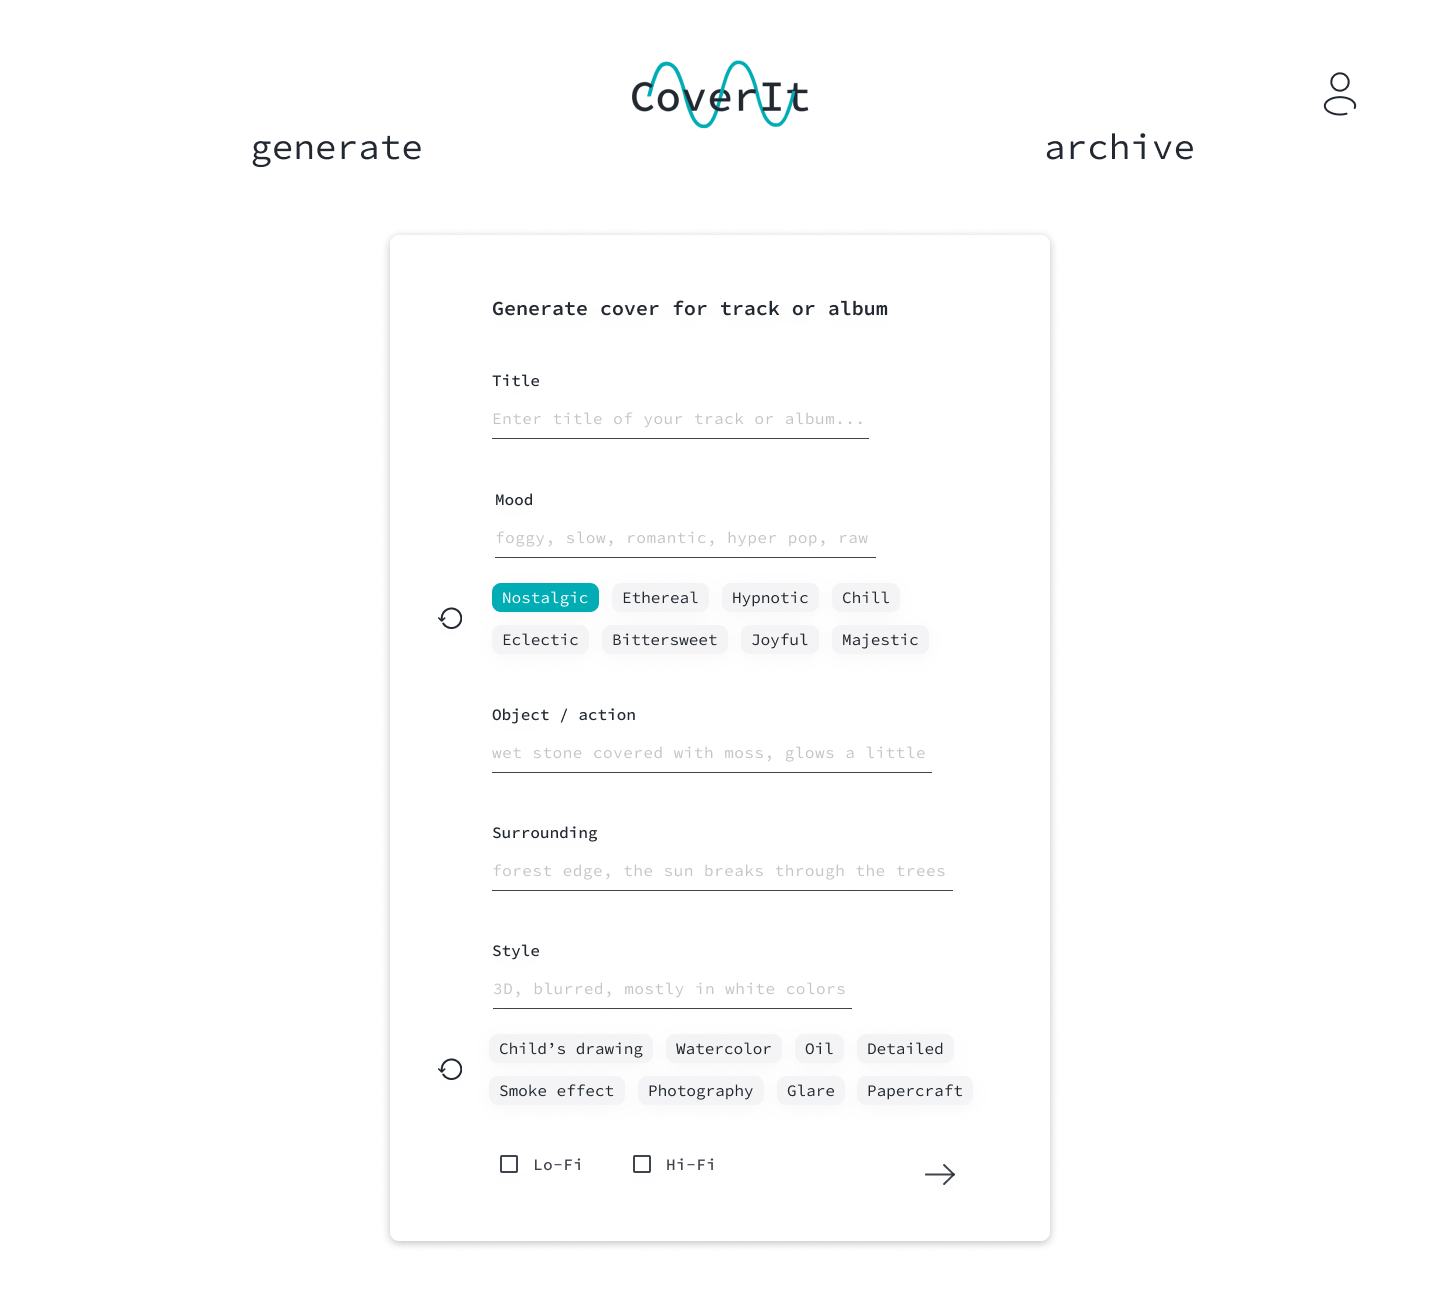 CoverIt
generate
archive
Generate cover for track or album
Title
Enter title of your track or album...
Mood
foggy, slow, romantic, hyper pop, raw
Nostalgic Ethereal Hypnotic Chill
Eclectic Bittersweet Joyful Majestic
Object / action
wet stone covered with moss, glows a little
Surrounding
forest edge, the sun breaks through the trees
Style
3D, blurred, mostly in white colors
Child’s drawing Watercolor Oil Detailed
Smoke effect Photography Glare Papercraft
Lo-Fi Hi-Fi